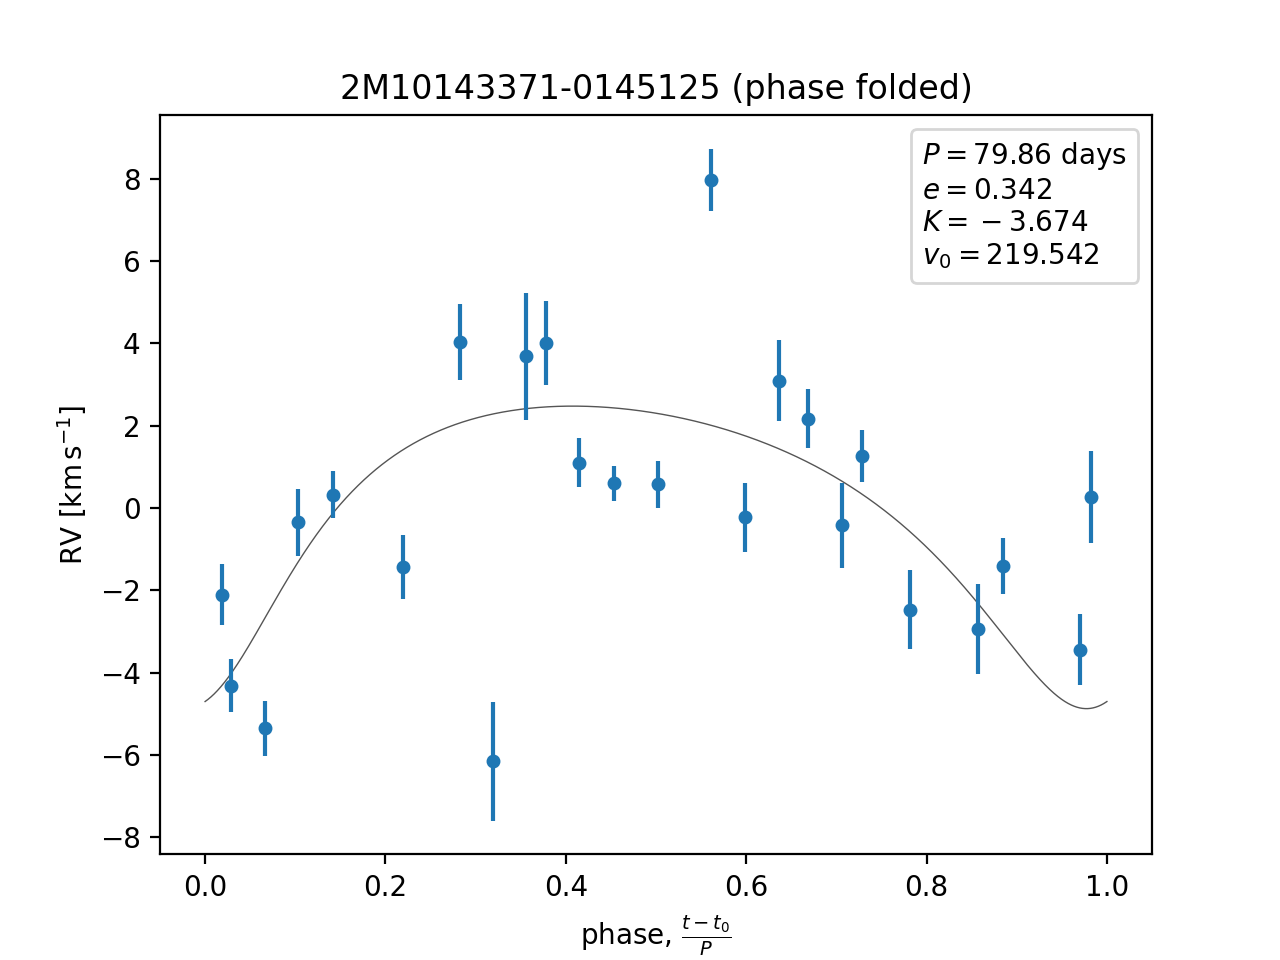 2M10143371-0145125 (phase folded)
P = 79.86 days
e = 0.342
K = −3.674
v₀ = 219.542
RV [km s⁻¹]
8
6
4
2
0
−2
−4
−6
−8
0.0 0.2 0.4 0.6 0.8 1.0
phase, (t − t₀)/P